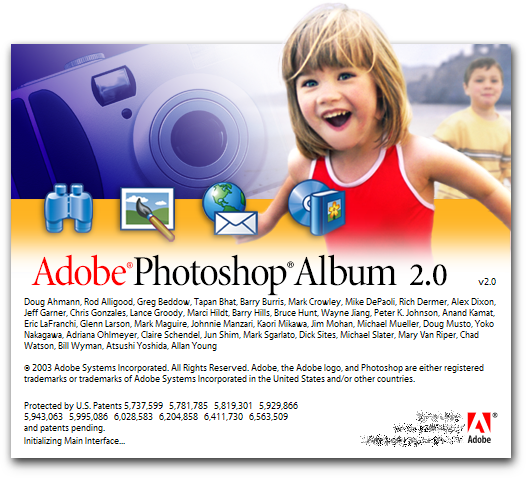 Adobe® Photoshop® Album 2.0 v2.0
Doug Ahmann, Rod Alligood, Greg Beddow, Tapan Bhat, Barry Burris, Mark Crowley, Mike DePaoli, Rich Dermer, Alex Dixon,
Jeff Garner, Chris Gonzales, Lance Groody, Marci Hildt, Barry Hills, Bruce Hunt, Wayne Jiang, Peter K. Johnson, Anand Kamat,
Eric LaFranchi, Glenn Larson, Mark Maguire, Johnnie Manzari, Kaori Mikawa, Jim Mohan, Michael Mueller, Doug Musto, Yoko
Nakagawa, Adriana Ohlmeyer, Claire Schendel, Jun Shim, Mark Sgarlato, Dick Sites, Michael Slater, Mary Van Riper, Chad
Watson, Bill Wyman, Atsushi Yoshida, Allan Young
© 2003 Adobe Systems Incorporated. All Rights Reserved. Adobe, the Adobe logo, and Photoshop are either registered
trademarks or trademarks of Adobe Systems Incorporated in the United States and/or other countries.
Protected by U.S. Patents 5,737,599 5,781,785 5,819,301 5,929,866
5,943,063 5,995,086 6,028,583 6,204,858 6,411,730 6,563,509
and patents pending.
Initializing Main Interface...
Adobe®